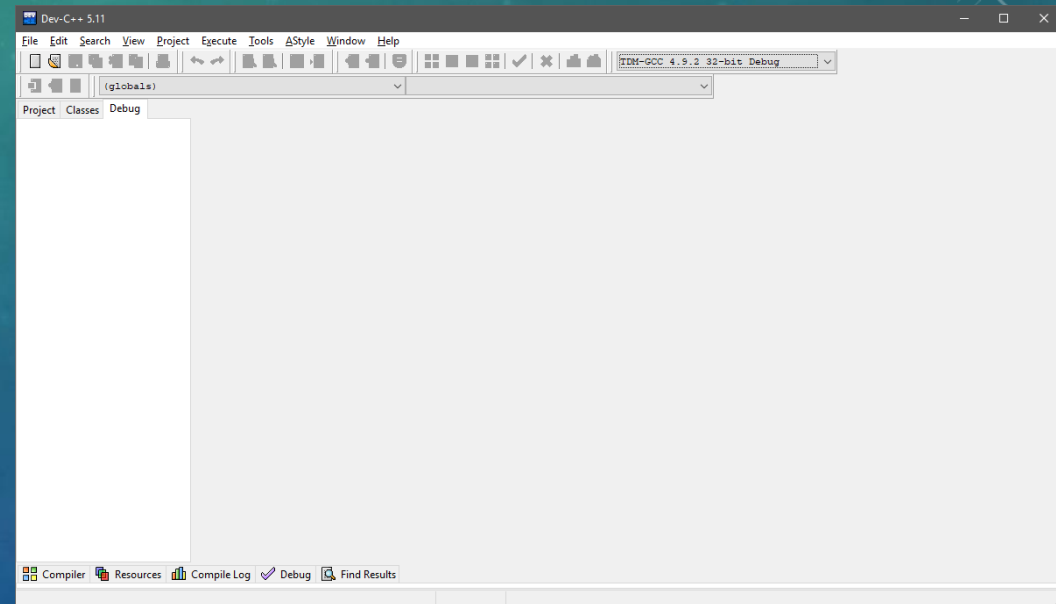 Dev-C++ 5.11
File Edit Search View Project Execute Tools AStyle Window Help
TDM-GCC 4.9.2 32-bit Debug
(globals)
Project Classes Debug
Compiler Resources Compile Log Debug Find Results